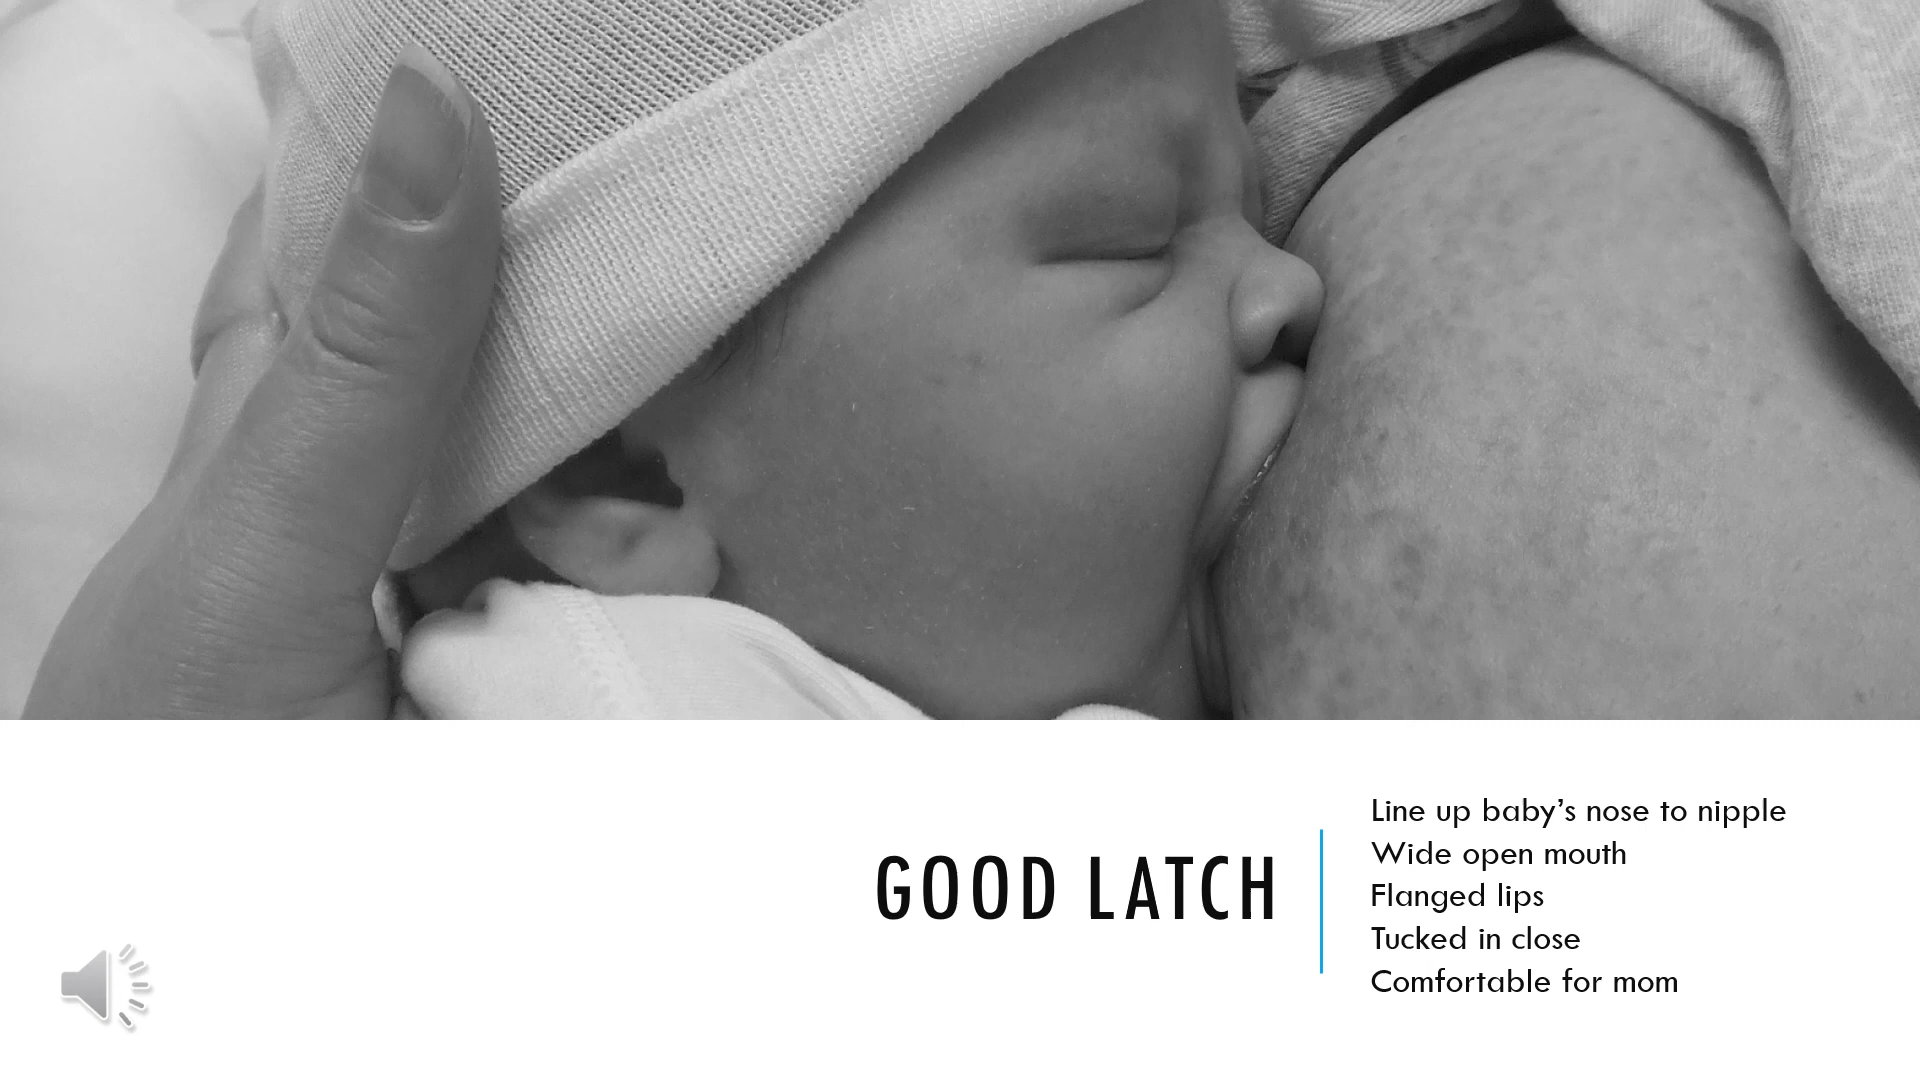 GOOD LATCH
Line up baby’s nose to nipple
Wide open mouth
Flanged lips
Tucked in close
Comfortable for mom